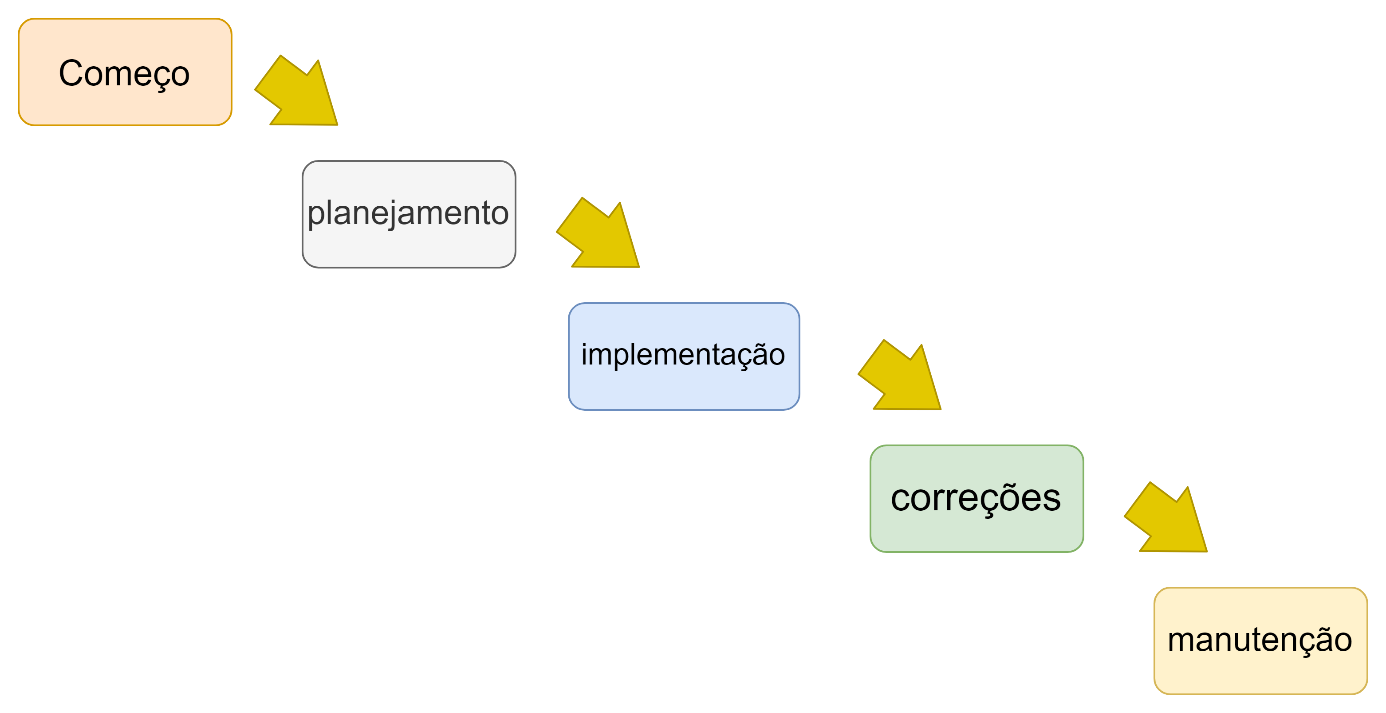 Começo
planejamento
implementação
correções
manutenção